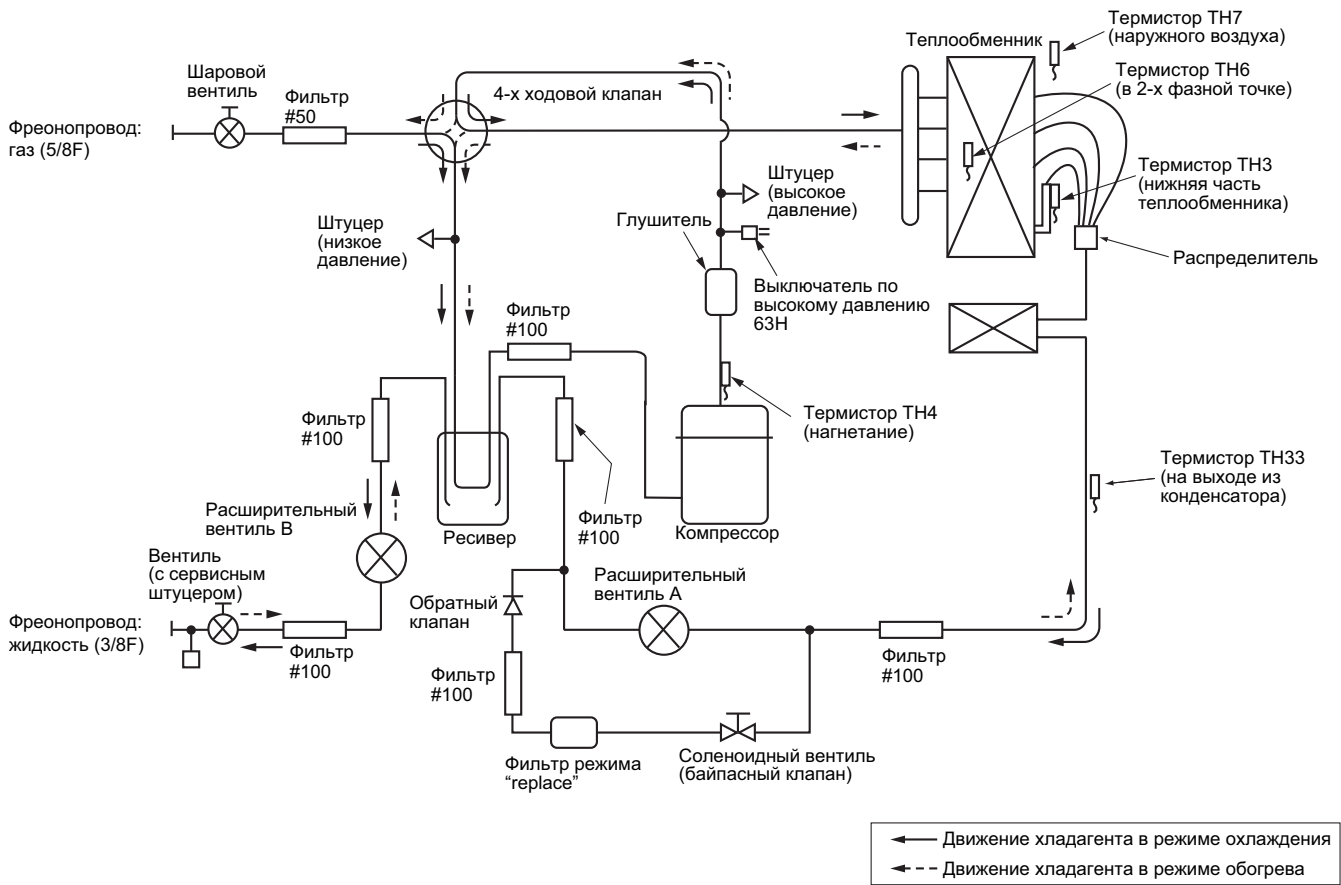 Термистор TH7
(наружного воздуха)
Теплообменник
Термистор TH6
(в 2-х фазной точке)
Шаровой
вентиль
Фильтр
#50
4-х ходовой клапан
Фреонопровод:
газ (5/8F)
Термистор TH3
(нижняя часть
теплообменника)
Штуцер
(высокое
давление)
Штуцер
(низкое
давление)
Глушитель
Распределитель
Выключатель по
высокому давлению
63H
Фильтр
#100
Фильтр
#100
Термистор TH4
(нагнетание)
Термистор TH33
(на выходе из
конденсатора)
Расширительный
вентиль B
Ресивер
Фильтр
#100
Компрессор
Вентиль
(с сервисным
штуцером)
Расширительный
вентиль A
Обратный
клапан
Фреонопровод:
жидкость (3/8F)
Фильтр
#100
Фильтр
#100
Фильтр
#100
Фильтр режима
“replace”
Соленоидный вентиль
(байпасный клапан)
Движение хладагента в режиме охлаждения
Движение хладагента в режиме обогрева